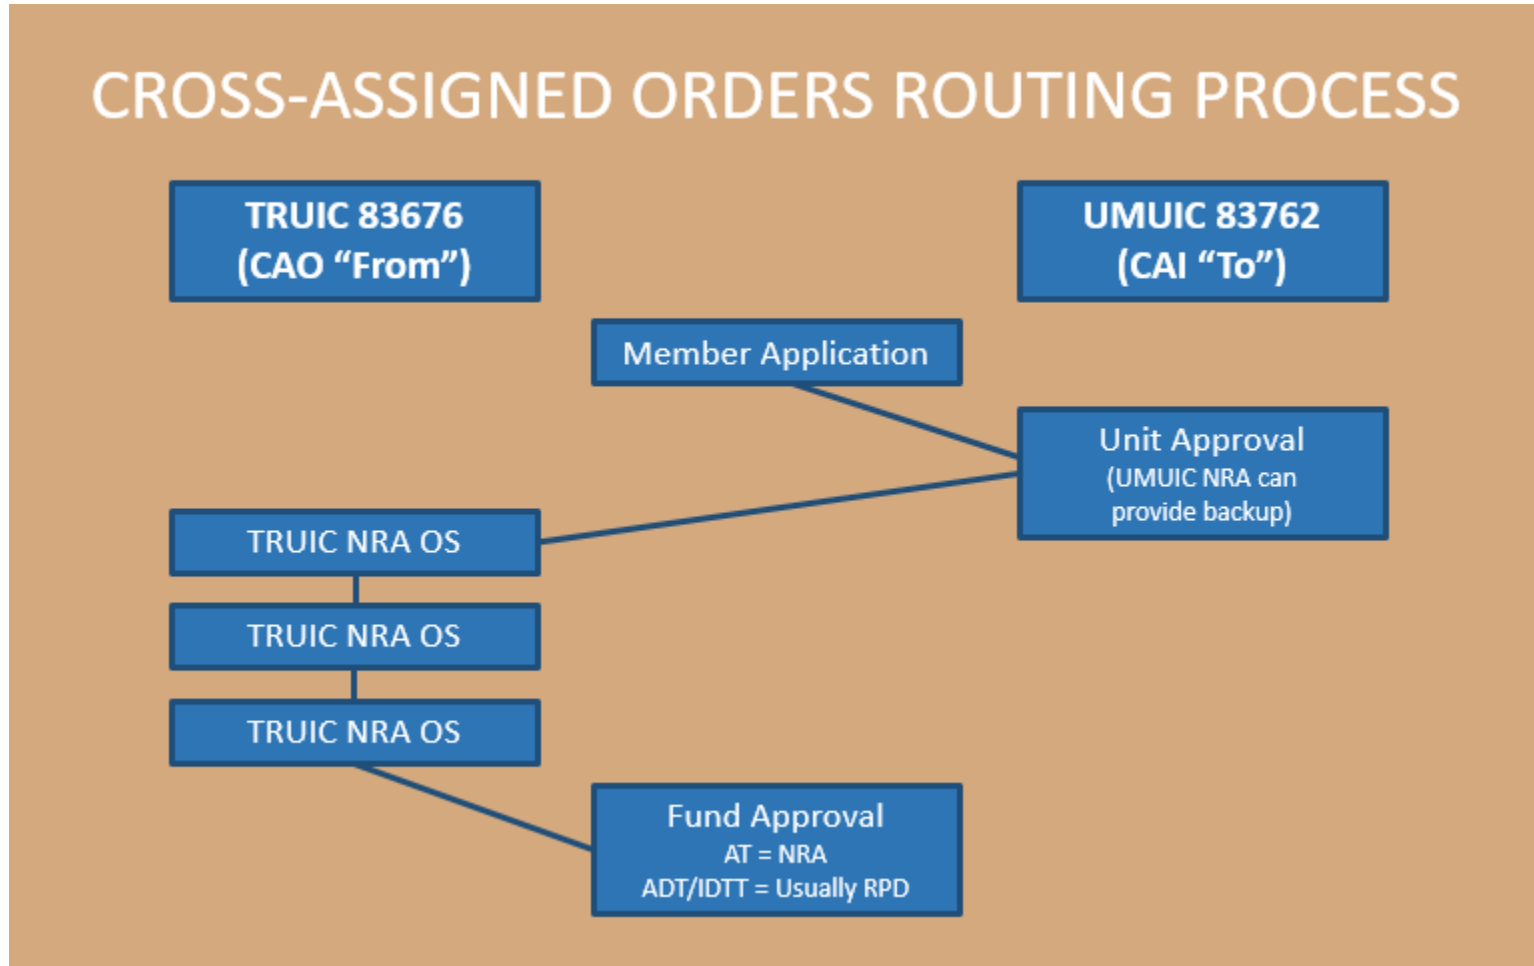 CROSS-ASSIGNED ORDERS ROUTING PROCESS
TRUIC 83676
(CAO “From”)
UMUIC 83762
(CAI “To”)
Member Application
Unit Approval
(UMUIC NRA can
provide backup)
TRUIC NRA OS
TRUIC NRA OS
TRUIC NRA OS
Fund Approval
AT = NRA
ADT/IDTT = Usually RPD